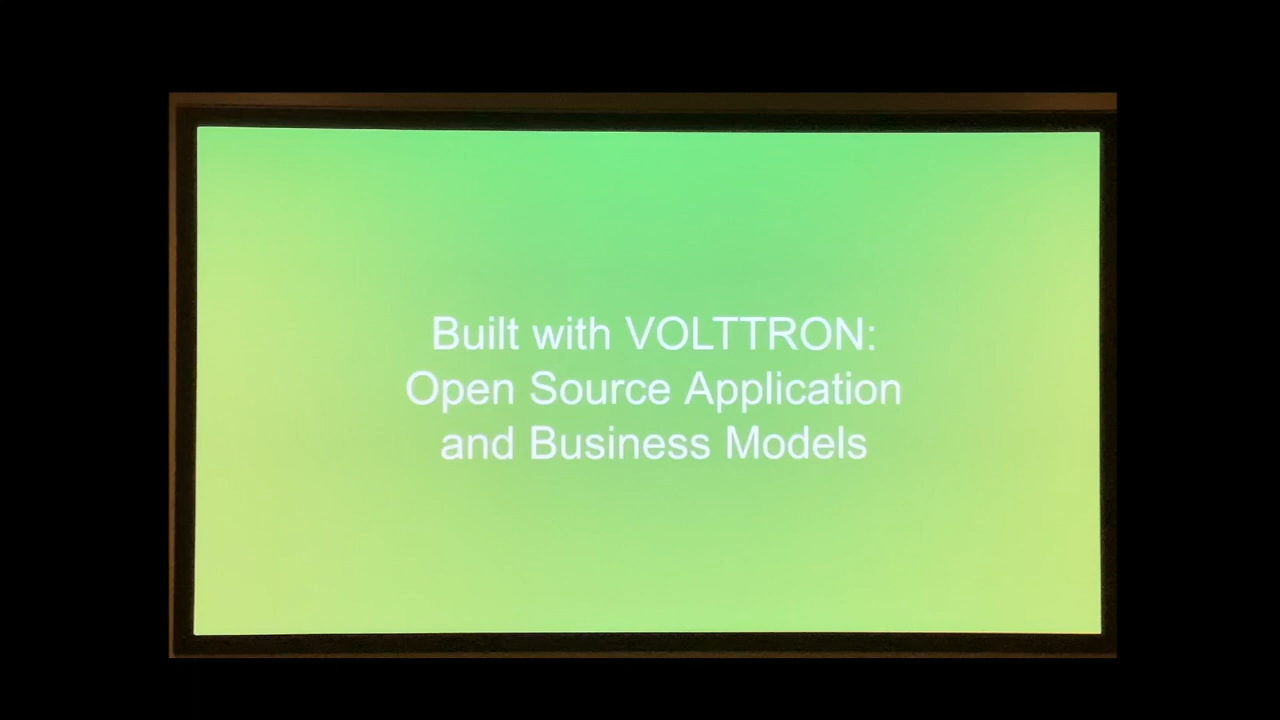 Built with VOLTTRON:
Open Source Application
and Business Models